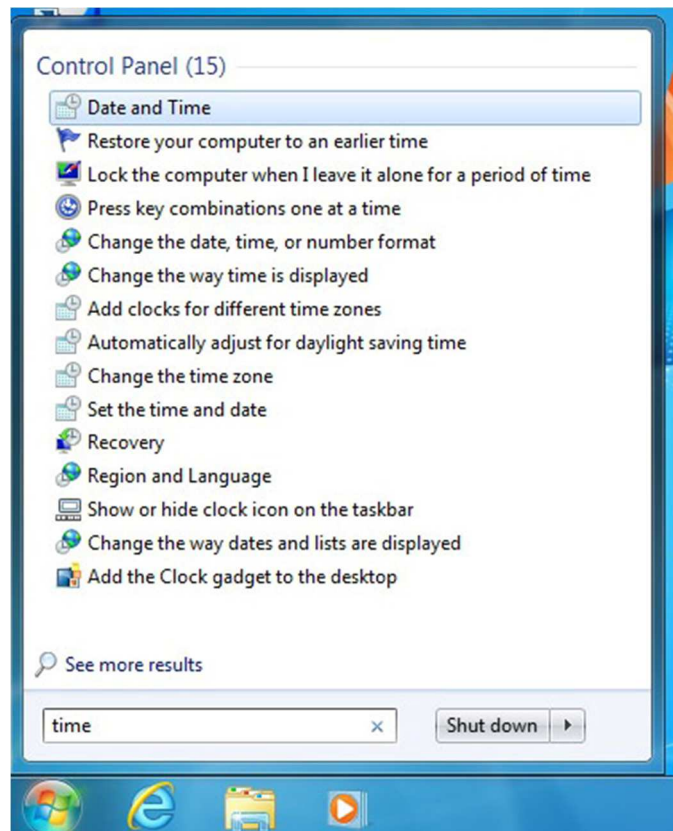 Control Panel (15)
Date and Time
Restore your computer to an earlier time
Lock the computer when I leave it alone for a period of time
Press key combinations one at a time
Change the date, time, or number format
Change the way time is displayed
Add clocks for different time zones
Automatically adjust for daylight saving time
Change the time zone
Set the time and date
Recovery
Region and Language
Show or hide clock icon on the taskbar
Change the way dates and lists are displayed
Add the Clock gadget to the desktop
See more results
time
Shut down